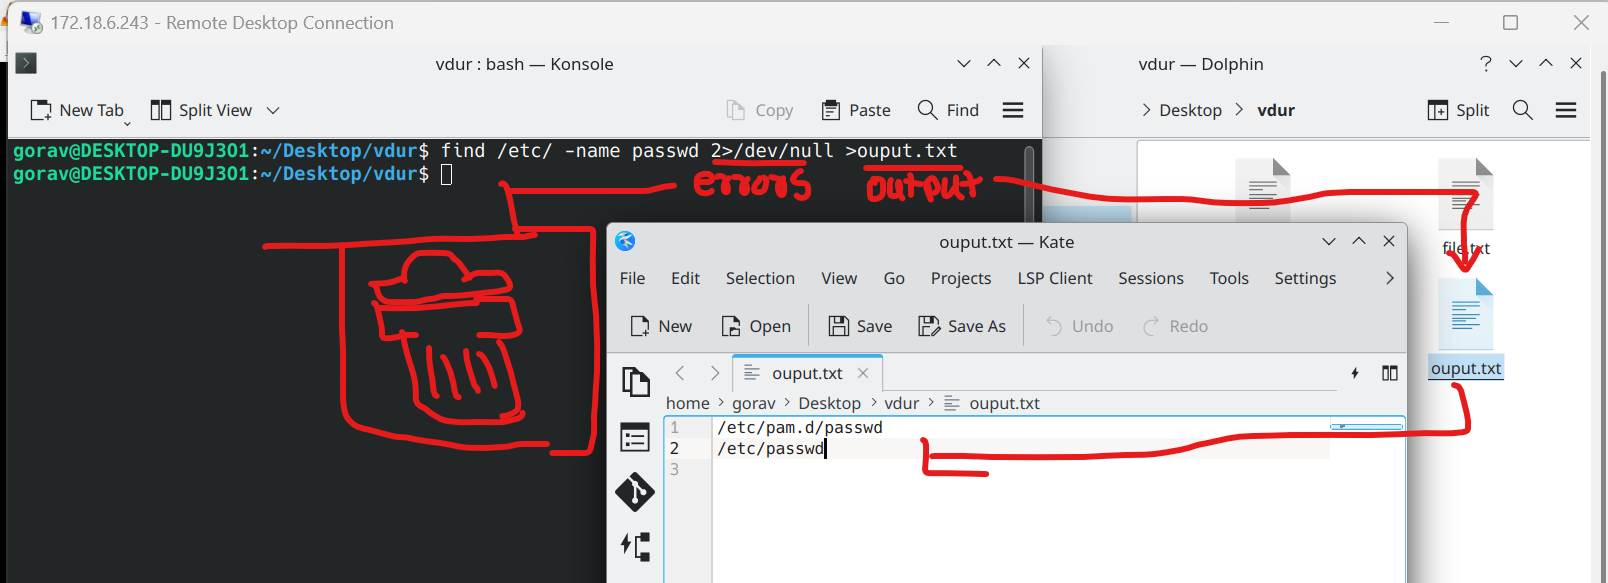 172.18.6.243 - Remote Desktop Connection
vdur : bash — Konsole
New Tab
Split View
Copy
Paste
Find
gorav@DESKTOP-DU9J3O1:~/Desktop/vdur$ find /etc/ -name passwd 2>/dev/null >ouput.txt
gorav@DESKTOP-DU9J3O1:~/Desktop/vdur$
errors
output
vdur — Dolphin
Desktop > vdur
Split
file.txt
ouput.txt
ouput.txt — Kate
File Edit Selection View Go Projects LSP Client Sessions Tools Settings
New Open Save Save As Undo Redo
ouput.txt
home > gorav > Desktop > vdur > ouput.txt
1 /etc/pam.d/passwd
2 /etc/passwd
3